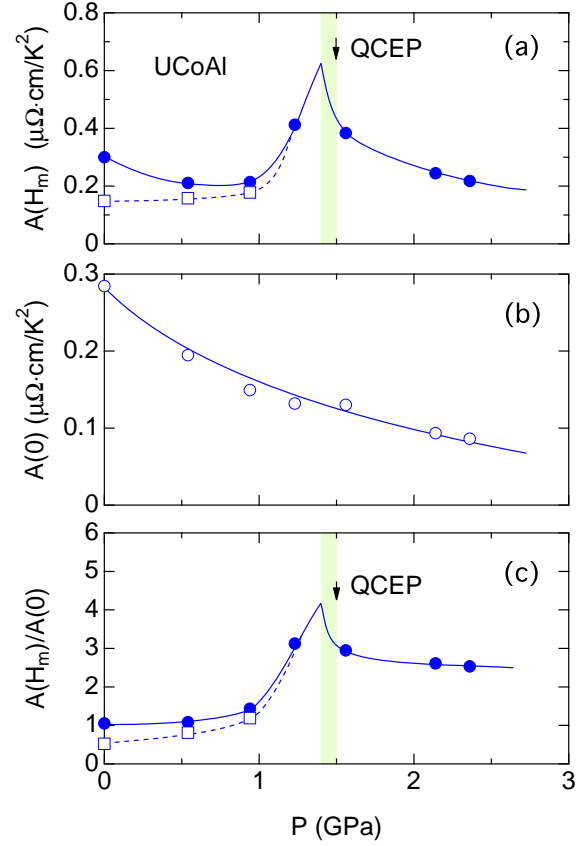 0.8
0.6
0.4
0.2
0
A(Hₘ) (μΩ·cm/K²)
UCoAl
QCEP
(a)
0.3
0.2
0.1
0
A(0) (μΩ·cm/K²)
(b)
6
5
4
3
2
1
0
A(Hₘ)/A(0)
QCEP
(c)
0 1 2 3
P (GPa)